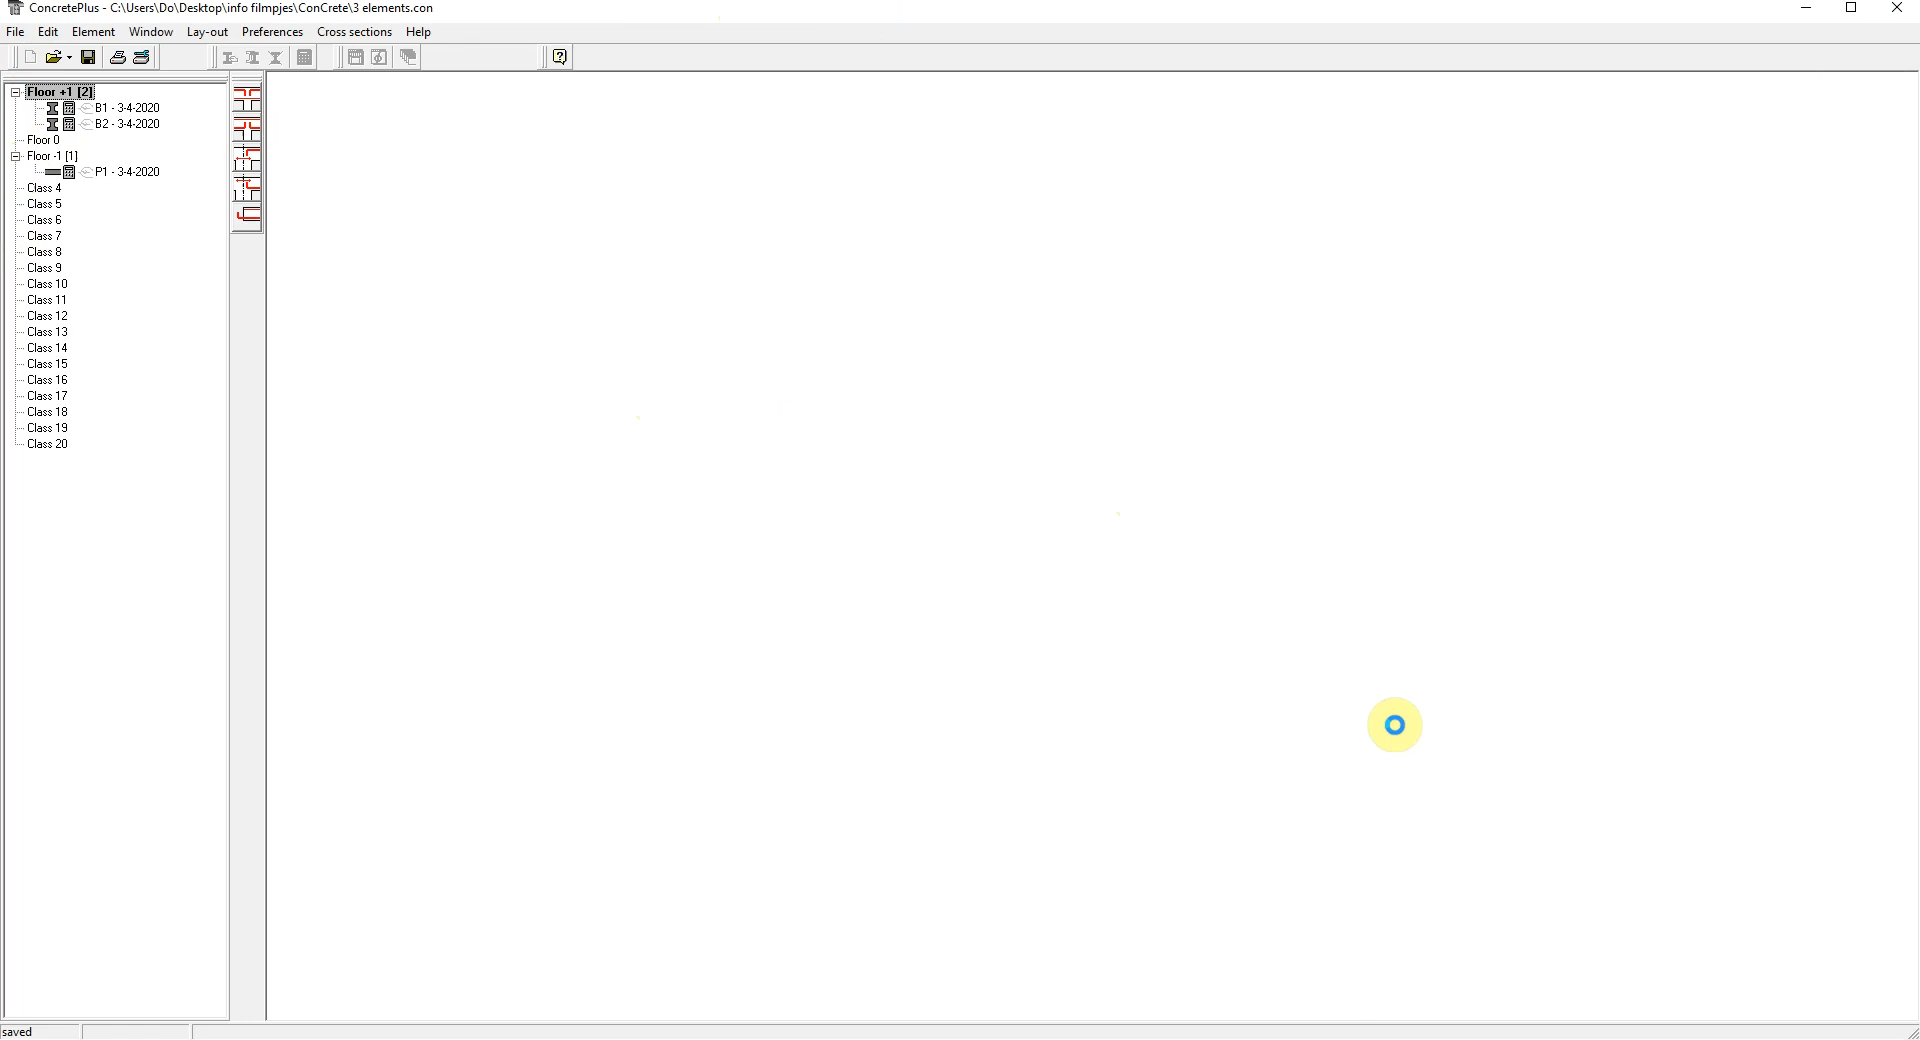 ConcretePlus - C:\Users\Do\Desktop\info filmpjes\ConCrete\3 elements.con
File Edit Element Window Lay-out Preferences Cross sections Help
Floor +1 [2]
B1 - 3-4-2020
B2 - 3-4-2020
Floor 0
Floor -1 [1]
P1 - 3-4-2020
Class 4
Class 5
Class 6
Class 7
Class 8
Class 9
Class 10
Class 11
Class 12
Class 13
Class 14
Class 15
Class 16
Class 17
Class 18
Class 19
Class 20
saved